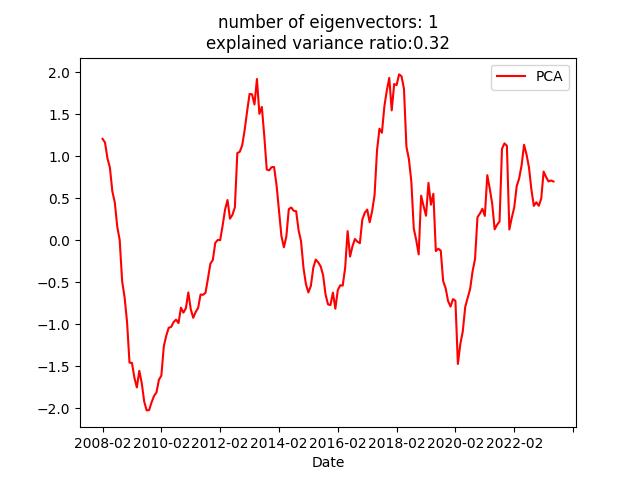 number of eigenvectors: 1
explained variance ratio:0.32
PCA
2.0
1.5
1.0
0.5
0.0
−0.5
−1.0
−1.5
−2.0
2008-02 2010-02 2012-02 2014-02 2016-02 2018-02 2020-02 2022-02
Date